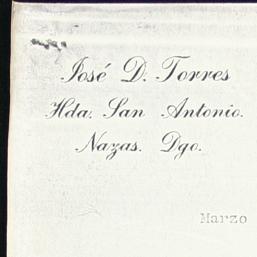 José D. Torres
Hda. San Antonio.
Nazas. Dgo.
Marzo